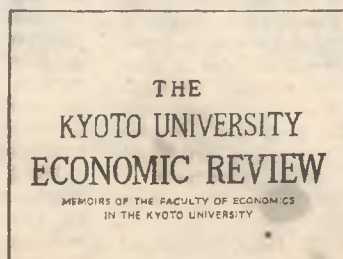 THE
KYOTO UNIVERSITY
ECONOMIC REVIEW
MEMOIRS OF THE FACULTY OF ECONOMICS
IN THE KYOTO UNIVERSITY